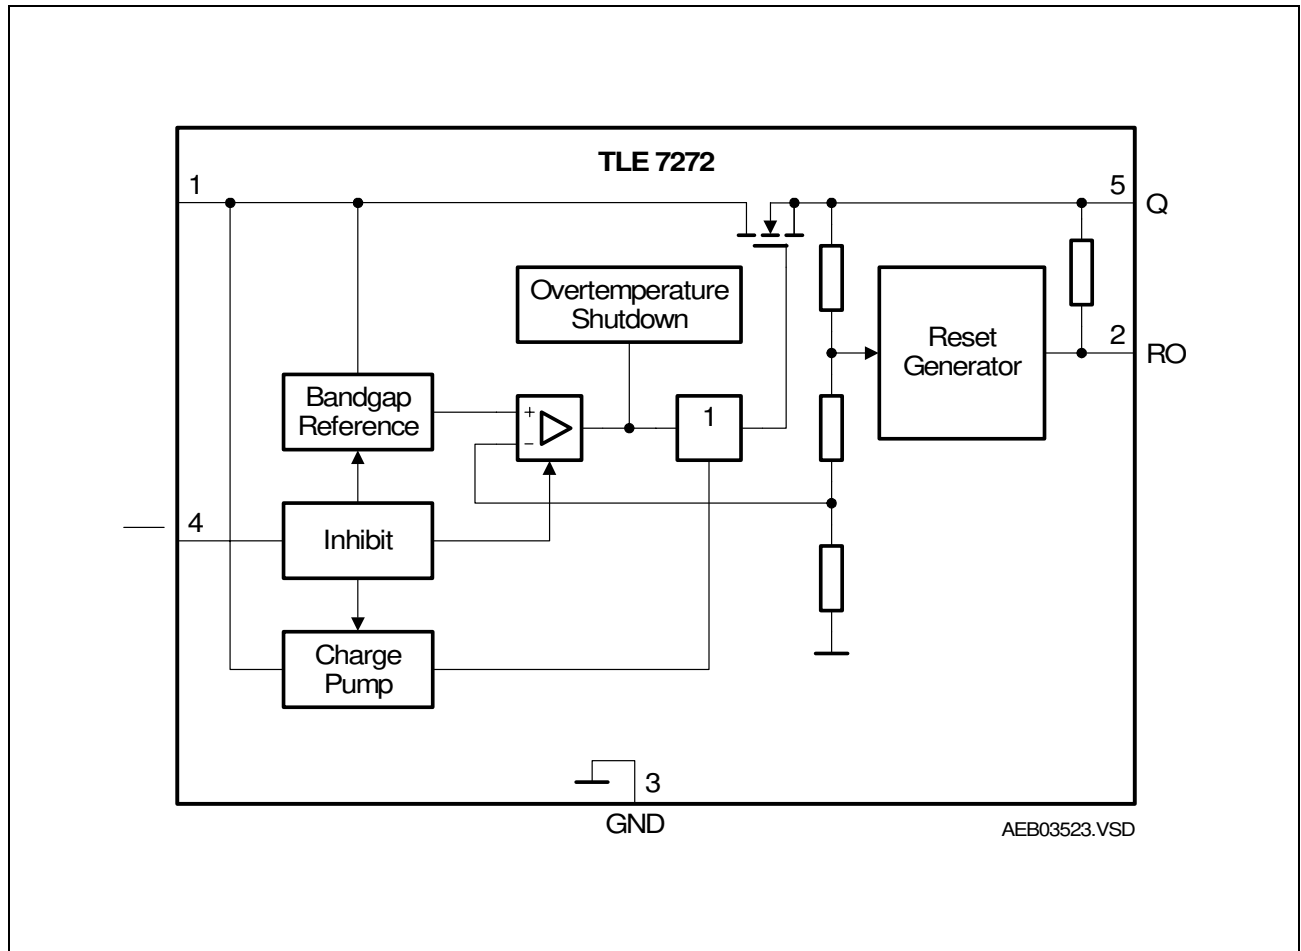 TLE 7272
1
5
Q
Overtemperature
Shutdown
Reset
Generator
2
RO
Bandgap
Reference
+
−
1
4
Inhibit
Charge
Pump
3
GND
AEB03523.VSD